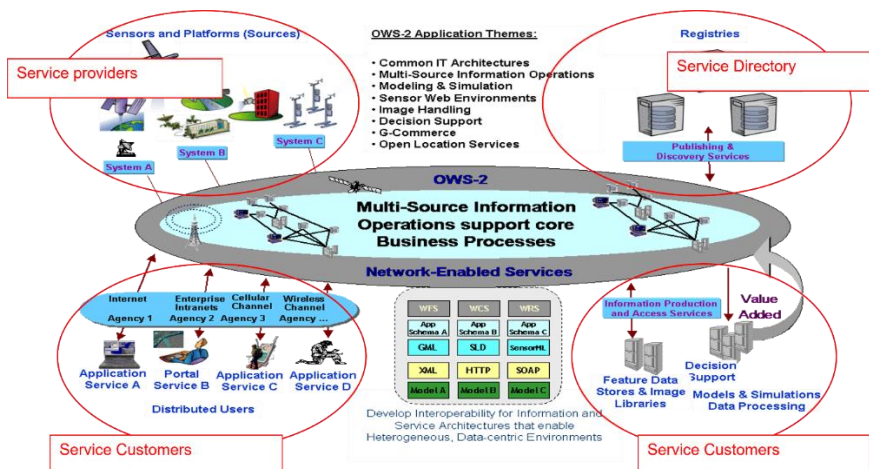 Sensors and Platforms (Sources)
Service providers
System A
System B
System C
OWS-2 Application Themes:
• Common IT Architectures
• Multi-Source Information Operations
• Modeling & Simulation
• Sensor Web Environments
• Image Handling
• Decision Support
• G-Commerce
• Open Location Services
Registries
Service Directory
Publishing &
Discovery Services
OWS-2
Multi-Source Information
Operations support core
Business Processes
Network-Enabled Services
Internet
Agency 1
Enterprise
Intranets
Agency 2
Cellular
Channel
Agency 3
Wireless
Channel
Agency ...
Application
Service A
Portal
Service B
Application
Service C
Application
Service D
Distributed Users
Service Customers
WFS WCS WRS
App
Schema A
App
Schema B
App
Schema C
GML SLD SensorML
XML HTTP SOAP
Model A Model B Model C
Develop Interoperability for Information and
Service Architectures that enable
Heterogeneous, Data-centric Environments
Information Production
and Access Services
Value
Added
Feature Data
Stores & Image
Libraries
Decision
Support
Models & Simulations
Data Processing
Service Customers